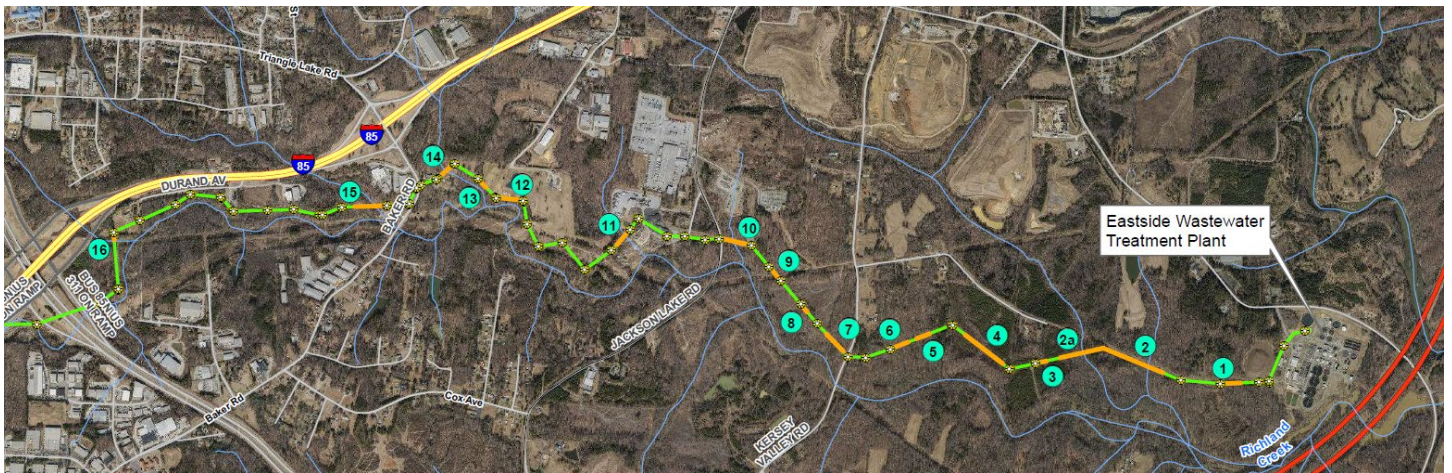 ST
Triangle Lake Rd
85
85
DURAND AV
14
15
BAKER RD
13
12
16
11
10
9
Eastside Wastewater
Treatment Plant
BUS 85 N/US
311 ON RAMP
JACKSON LAKE RD
8
7
6
5
4
2a
3
2
1
Baker Rd
Cox Ave
KERSEY
VALLEY RD
Richland
Creek